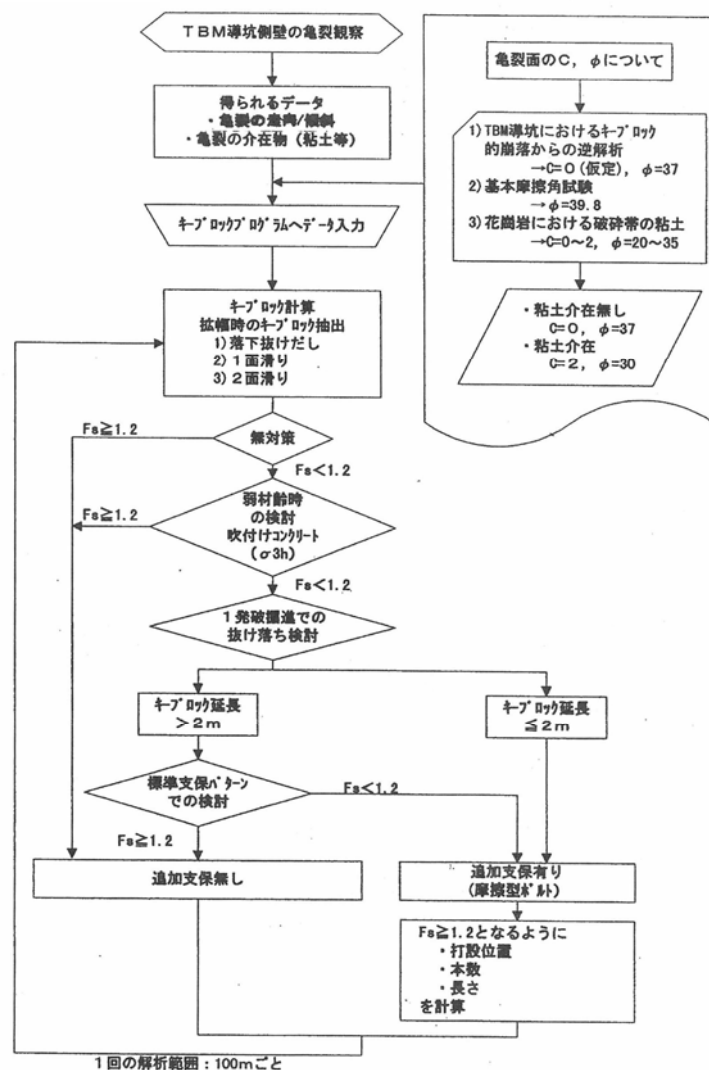 TBM導坑側壁の亀裂観察
得られるデータ
・亀裂の走向/傾斜
・亀裂の介在物(粘土等)
キーブロックプログラムへデータ入力
キーブロック計算
拡幅時のキーブロック抽出
1)落下抜けだし
2)1面滑り
3)2面滑り
Fs≧1.2
無対策
Fs<1.2
弱材齢時
の検討
吹付けコンクリート
(σ3h)
Fs≧1.2
Fs<1.2
1発破掘進での
抜け落ち検討
キーブロック延長
>2m
キーブロック延長
≦2m
標準支保パターン
での検討
Fs<1.2
Fs≧1.2
追加支保無し
追加支保有り
(摩擦型ボルト)
Fs≧1.2となるように
・打設位置
・本数
・長さ
を計算
1回の解析範囲:100mごと
亀裂面のC,φについて
1)TBM導坑におけるキーブロック
的崩落からの逆解析
→C=0(仮定),φ=37
2)基本摩擦角試験
→φ=39.8
3)花崗岩における破砕帯の粘土
→C=0~2,φ=20~35
・粘土介在無し
C=0,φ=37
・粘土介在
C=2,φ=30